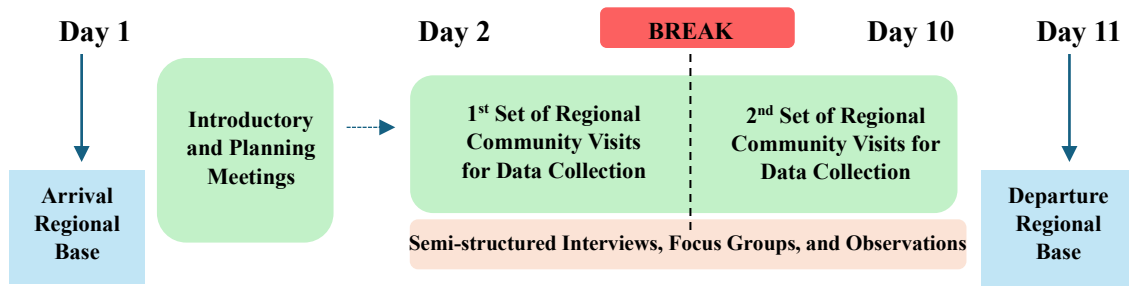 Day 1
Day 2
BREAK
Day 10
Day 11
Introductory
and Planning
Meetings
1st Set of Regional
Community Visits
for Data Collection
2nd Set of Regional
Community Visits for
Data Collection
Arrival
Regional
Base
Departure
Regional
Base
Semi-structured Interviews, Focus Groups, and Observations